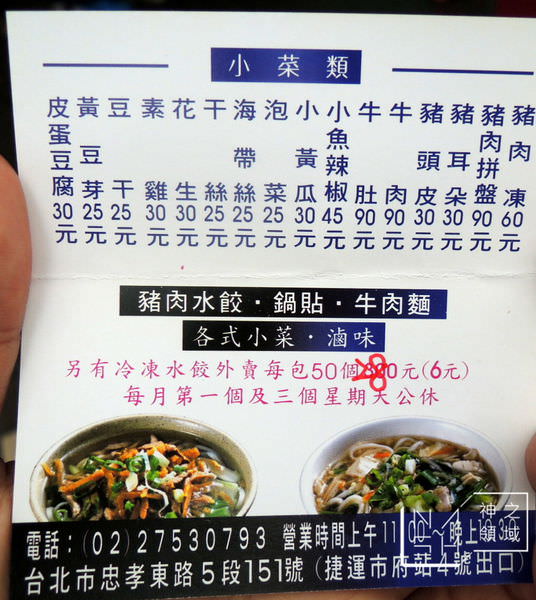 小菜類
豬肉凍60元
豬肉拼盤90元
豬耳朵30元
豬頭皮30元
牛肉90元
牛肚90元
小魚辣椒45元
小黃瓜30元
泡菜25元
海帶絲25元
干絲25元
花生30元
素雞30元
豆干25元
黃豆芽25元
皮蛋豆腐30元
豬肉水餃・鍋貼・牛肉麵
各式小菜・滷味
另有冷凍水餃外賣每包50個 元(6元)
8
每月第一個及三個星期天公休
電話:(02)27530793 營業時間上午11:00 晚上
台北市忠孝東路5段151號(捷運市府站4號出口)
神之領域